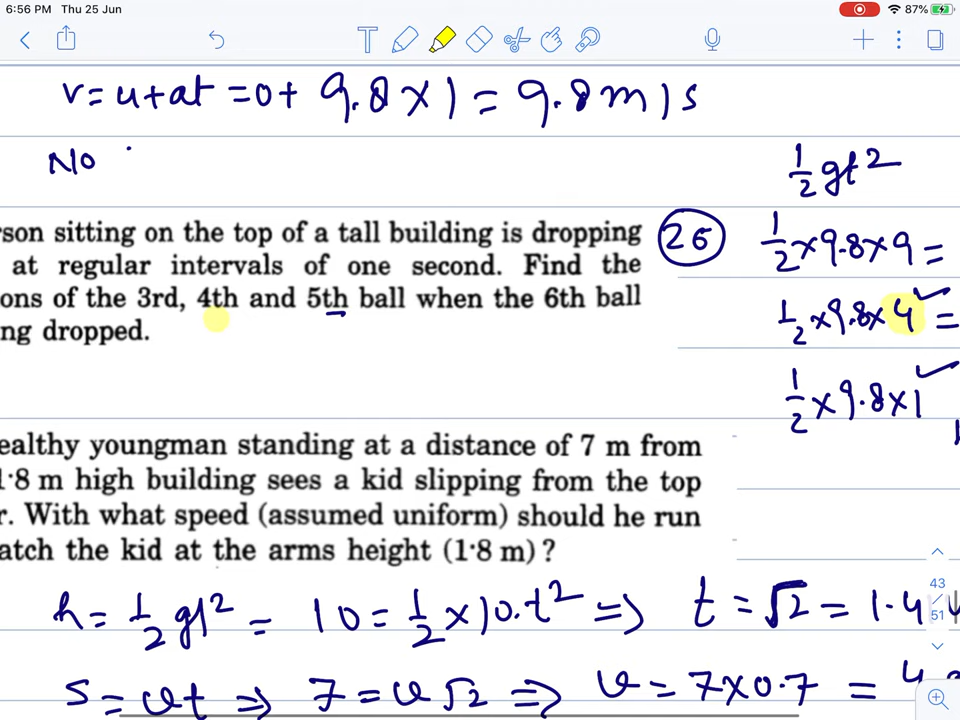 6:56 PM Thu 25 Jun
87%
v = u + at = 0 + 9.8 × 1 = 9.8 m/s
No
1/2 gt²
rson sitting on the top of a tall building is dropping
at regular intervals of one second. Find the
ons of the 3rd, 4th and 5th ball when the 6th ball
ng dropped.
26
1/2 × 9.8 × 9 =
1/2 × 9.8 × 4 =
1/2 × 9.8 × 1
ealthy youngman standing at a distance of 7 m from
1·8 m high building sees a kid slipping from the top
r. With what speed (assumed uniform) should he run
atch the kid at the arms height (1·8 m) ?
h = 1/2 gt² = 10 = 1/2 × 10.t² => t = √2 = 1.4
s = vt => 7 = v √2 => v = 7 × 0.7 = 4.
43
51